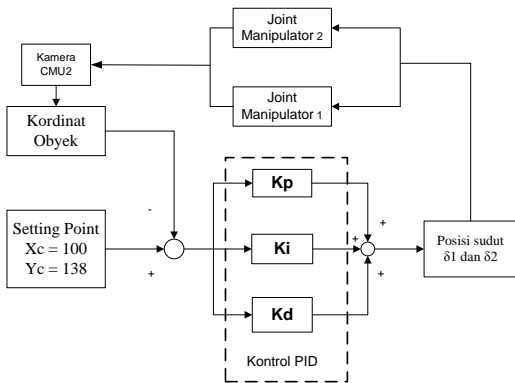 Joint
Manipulator 2
Kamera
CMU2
Joint
Manipulator 1
Kordinat
Obyek
Kp
-
+
Setting Point
Xc = 100
Yc = 138
+
Ki
+
Posisi sudut
δ1 dan δ2
+
Kd
Kontrol PID